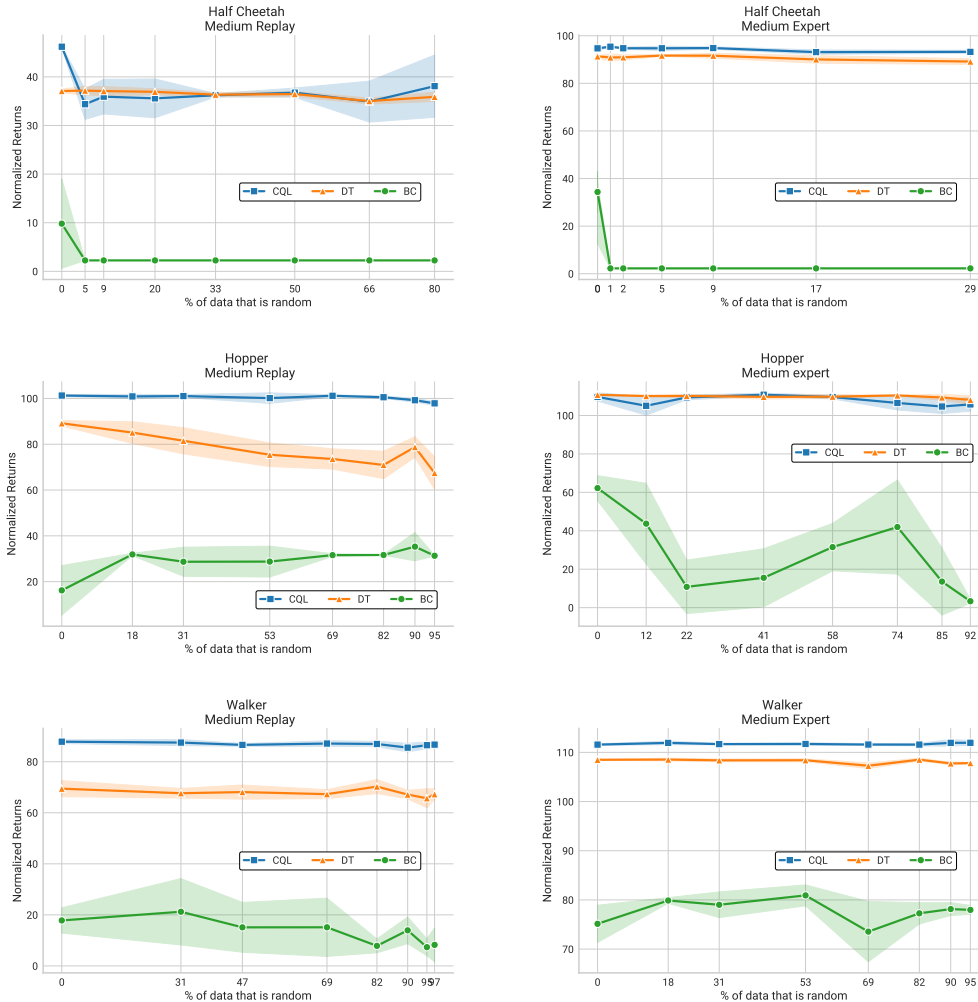 Half Cheetah
Medium Replay
Normalized Returns
40
30
20
10
0
CQL DT BC
0 5 9 20 33 50 66 80
% of data that is random
Half Cheetah
Medium Expert
Normalized Returns
100
80
60
40
20
0
CQL DT BC
0 1 2 5 9 17 29
% of data that is random
Hopper
Medium Replay
Normalized Returns
100
80
60
40
20
CQL DT BC
0 18 31 53 69 82 90 95
% of data that is random
Hopper
Medium expert
Normalized Returns
100
80
60
40
20
0
CQL DT BC
0 12 22 41 58 74 85 92
% of data that is random
Walker
Medium Replay
Normalized Returns
80
60
40
20
0
CQL DT BC
0 31 47 69 82 90 95 97
% of data that is random
Walker
Medium Expert
Normalized Returns
110
100
90
80
70
CQL DT BC
0 18 31 53 69 82 90 95
% of data that is random